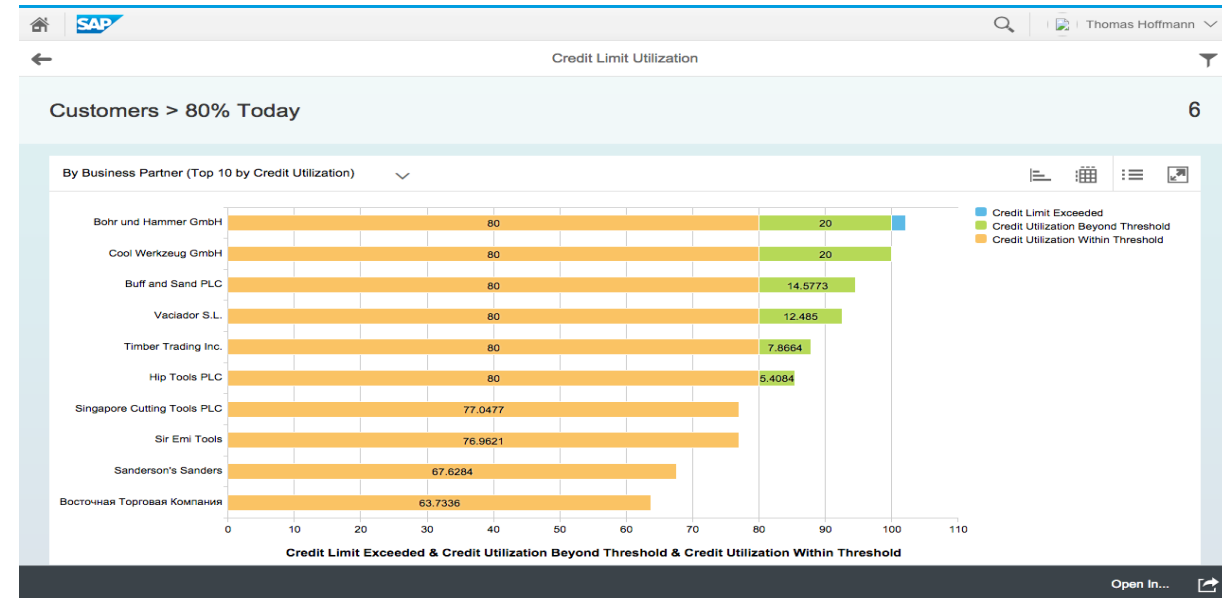 SAP
Thomas Hoffmann
Credit Limit Utilization
Customers > 80% Today
6
By Business Partner (Top 10 by Credit Utilization)
Bohr und Hammer GmbH 80 20
Cool Werkzeug GmbH 80 20
Buff and Sand PLC 80 14.5773
Vaciador S.L. 80 12.485
Timber Trading Inc. 80 7.8664
Hip Tools PLC 80 5.4084
Singapore Cutting Tools PLC 77.0477
Sir Emi Tools 76.9621
Sanderson's Sanders 67.6284
Восточная Торговая Компания 63.7336
0 10 20 30 40 50 60 70 80 90 100 110
Credit Limit Exceeded & Credit Utilization Beyond Threshold & Credit Utilization Within Threshold
Credit Limit Exceeded
Credit Utilization Beyond Threshold
Credit Utilization Within Threshold
Open In...